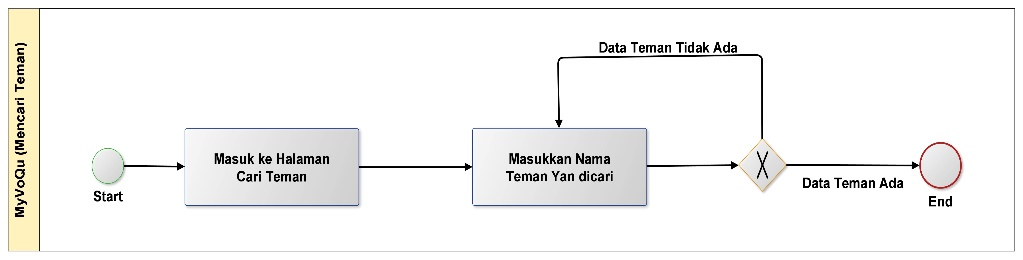 MyVoQu (Mencari Teman)
Data Teman Tidak Ada
Masuk ke Halaman
Cari Teman
Masukkan Nama
Teman Yan dicari
X
Start
Data Teman Ada
End